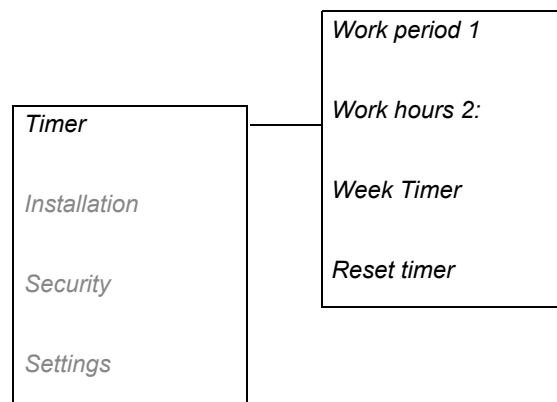 Timer
Installation
Security
Settings
Work period 1
Work hours 2:
Week Timer
Reset timer